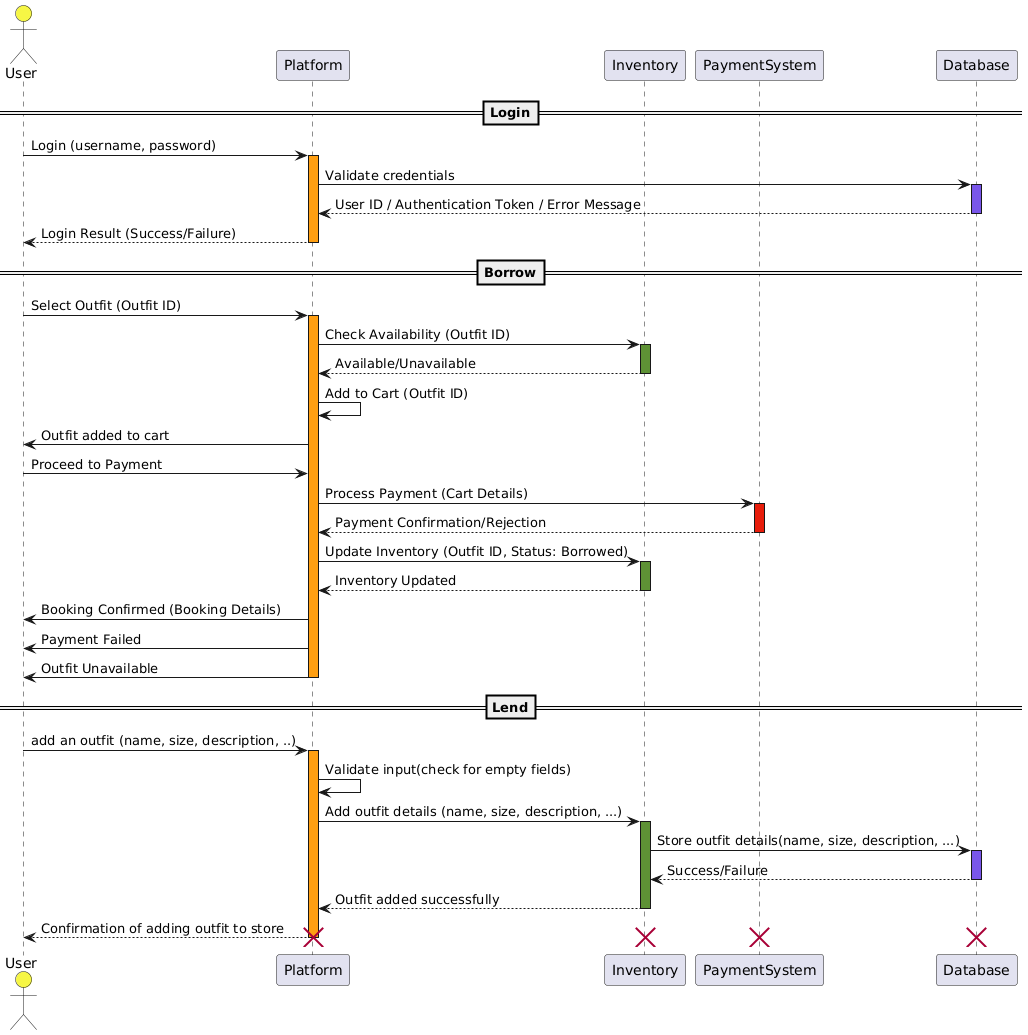 User
Platform
Inventory
PaymentSystem
Database
Login
Login (username, password)
Validate credentials
User ID / Authentication Token / Error Message
Login Result (Success/Failure)
Borrow
Select Outfit (Outfit ID)
Check Availability (Outfit ID)
Available/Unavailable
Add to Cart (Outfit ID)
Outfit added to cart
Proceed to Payment
Process Payment (Cart Details)
Payment Confirmation/Rejection
Update Inventory (Outfit ID, Status: Borrowed)
Inventory Updated
Booking Confirmed (Booking Details)
Payment Failed
Outfit Unavailable
Lend
add an outfit (name, size, description, ..)
Validate input(check for empty fields)
Add outfit details (name, size, description, ...)
Store outfit details(name, size, description, ...)
Success/Failure
Outfit added successfully
Confirmation of adding outfit to store
User
Platform
Inventory
PaymentSystem
Database